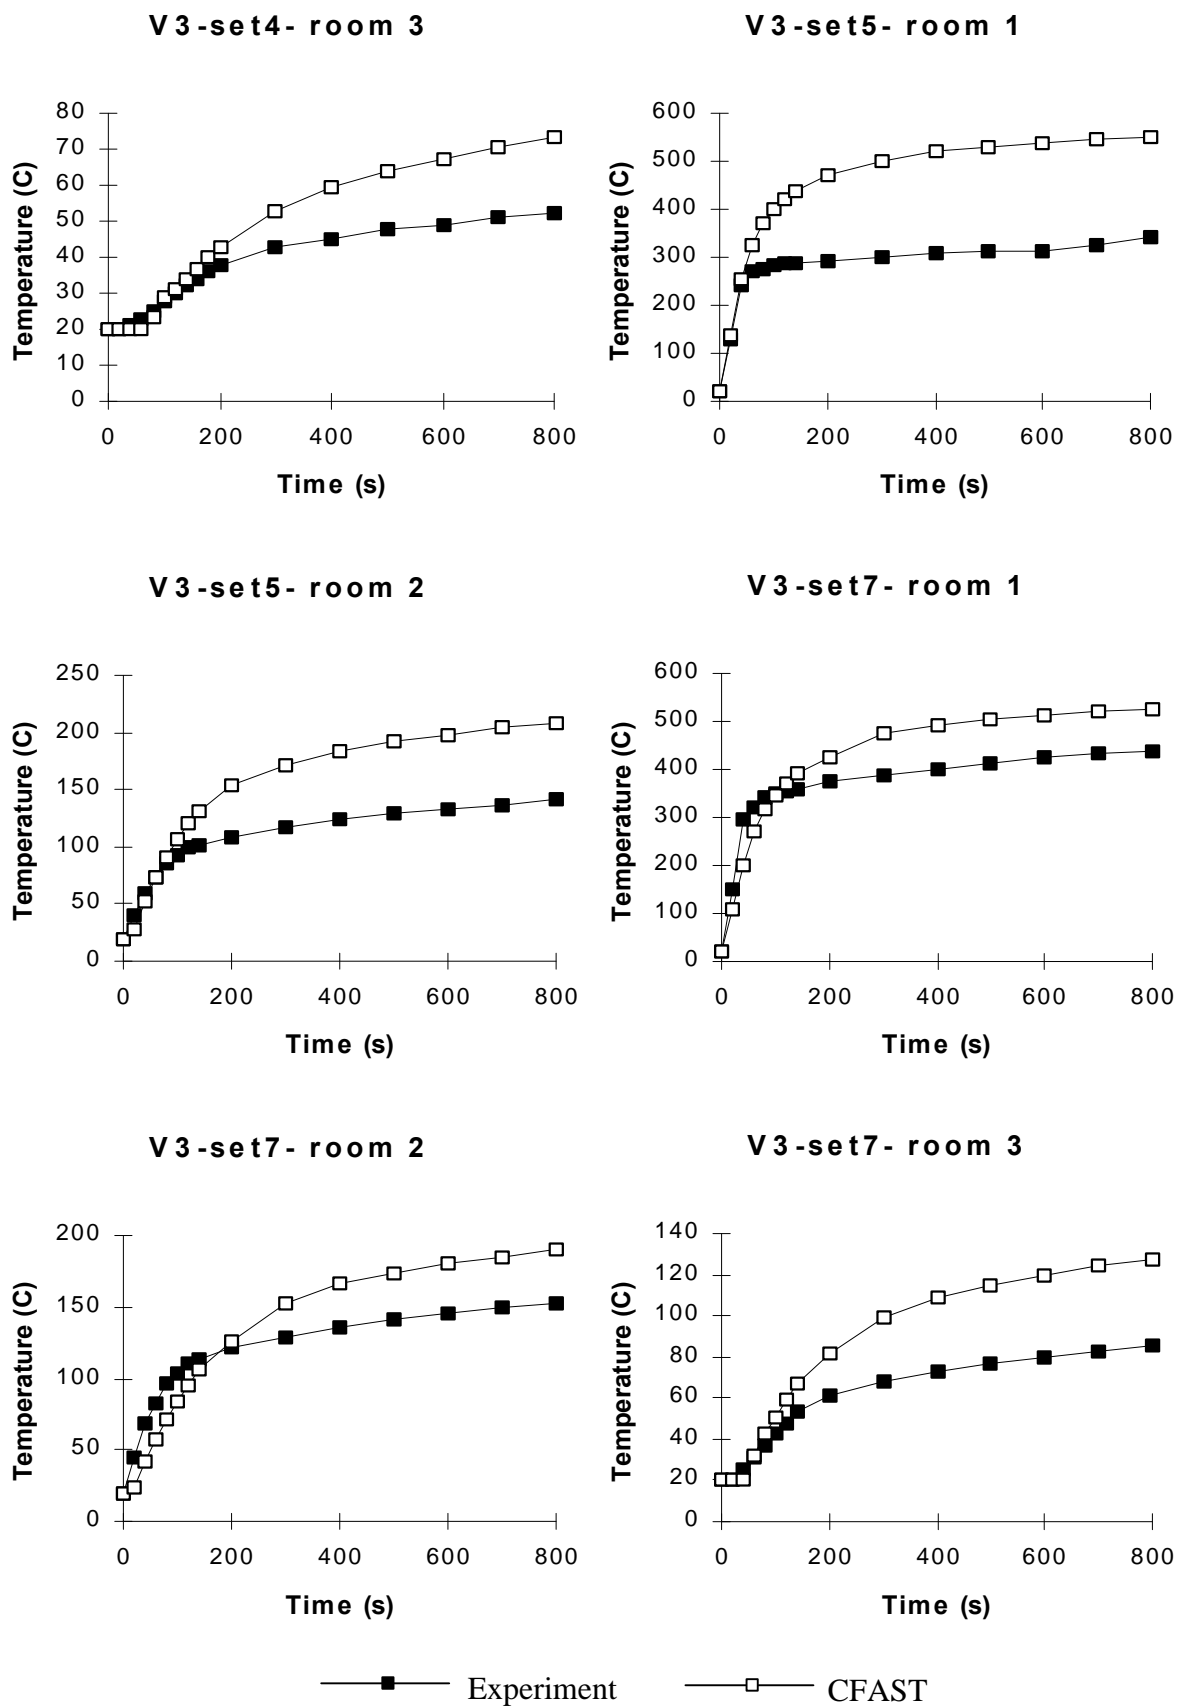 V3-set4- room 3
V3-set5- room 1
80
70
60
50
40
30
20
10
0
Temperature (C)
0 200 400 600 800
Time (s)
600
500
400
300
200
100
0
Temperature (C)
0 200 400 600 800
Time (s)
V3-set5- room 2
V3-set7- room 1
250
200
150
100
50
0
Temperature (C)
0 200 400 600 800
Time (s)
600
500
400
300
200
100
0
Temperature (C)
0 200 400 600 800
Time (s)
V3-set7- room 2
V3-set7- room 3
200
150
100
50
0
Temperature (C)
0 200 400 600 800
Time (s)
140
120
100
80
60
40
20
0
Temperature (C)
0 200 400 600 800
Time (s)
Experiment CFAST